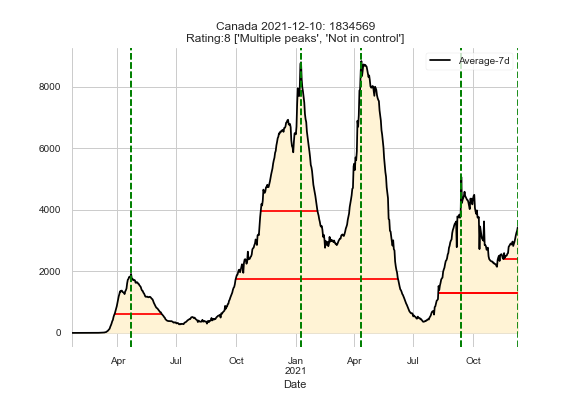 Canada 2021-12-10: 1834569
Rating:8 ['Multiple peaks', 'Not in control']
Average-7d
8000
6000
4000
2000
0
Apr Jul Oct Jan Apr Jul Oct
2021
Date